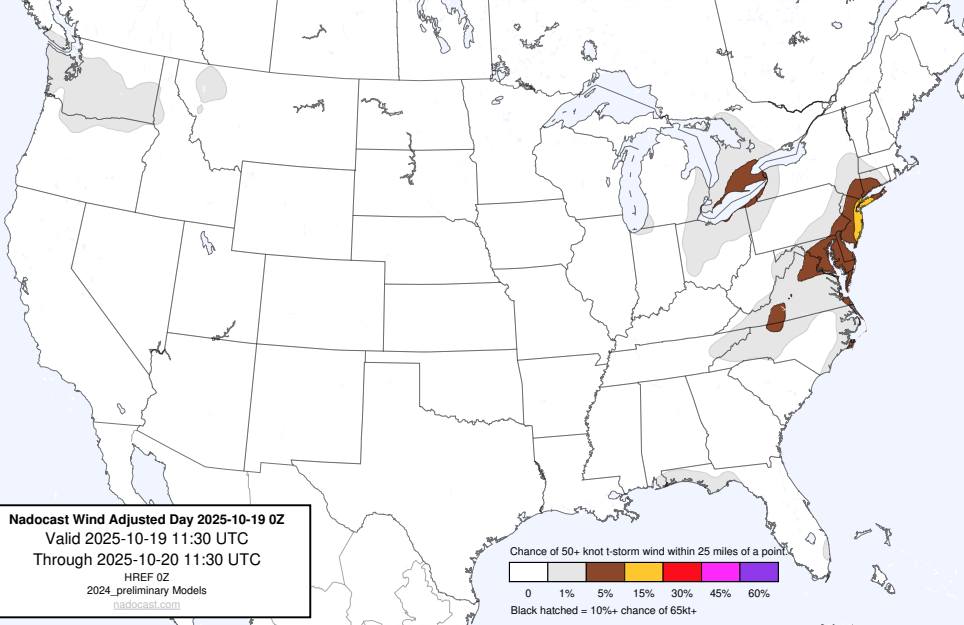 Nadocast Wind Adjusted Day 2025-10-19 0Z
Valid 2025-10-19 11:30 UTC
Through 2025-10-20 11:30 UTC
HREF 0Z
2024_preliminary Models
nadocast.com
Chance of 50+ knot t-storm wind within 25 miles of a point.
0 1% 5% 15% 30% 45% 60%
Black hatched = 10%+ chance of 65kt+